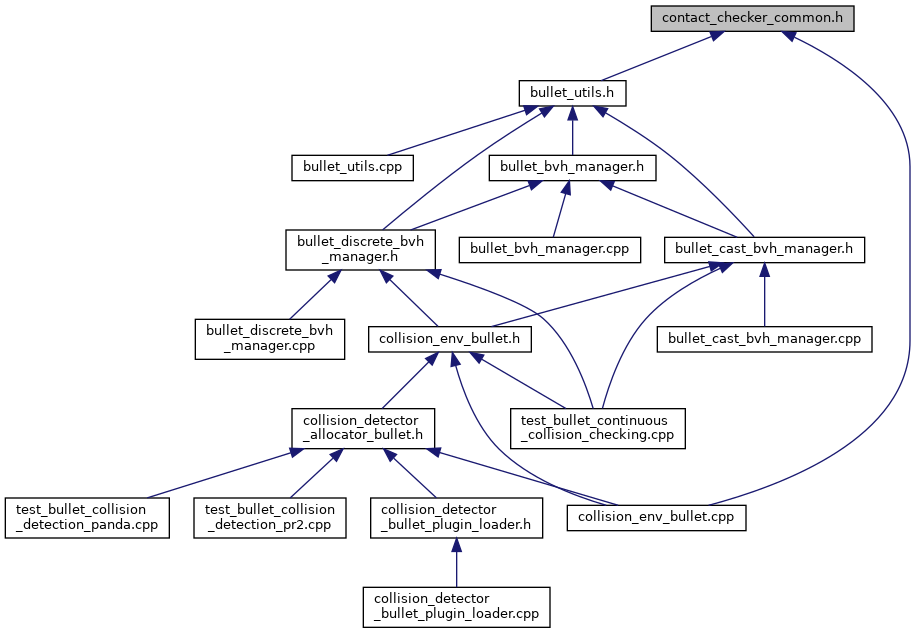 contact_checker_common.h
bullet_utils.h
bullet_utils.cpp
bullet_bvh_manager.h
bullet_discrete_bvh
_manager.h
bullet_bvh_manager.cpp
bullet_cast_bvh_manager.h
bullet_discrete_bvh
_manager.cpp
collision_env_bullet.h
bullet_cast_bvh_manager.cpp
collision_detector
_allocator_bullet.h
test_bullet_continuous
_collision_checking.cpp
test_bullet_collision
_detection_panda.cpp
test_bullet_collision
_detection_pr2.cpp
collision_detector
_bullet_plugin_loader.h
collision_env_bullet.cpp
collision_detector
_bullet_plugin_loader.cpp